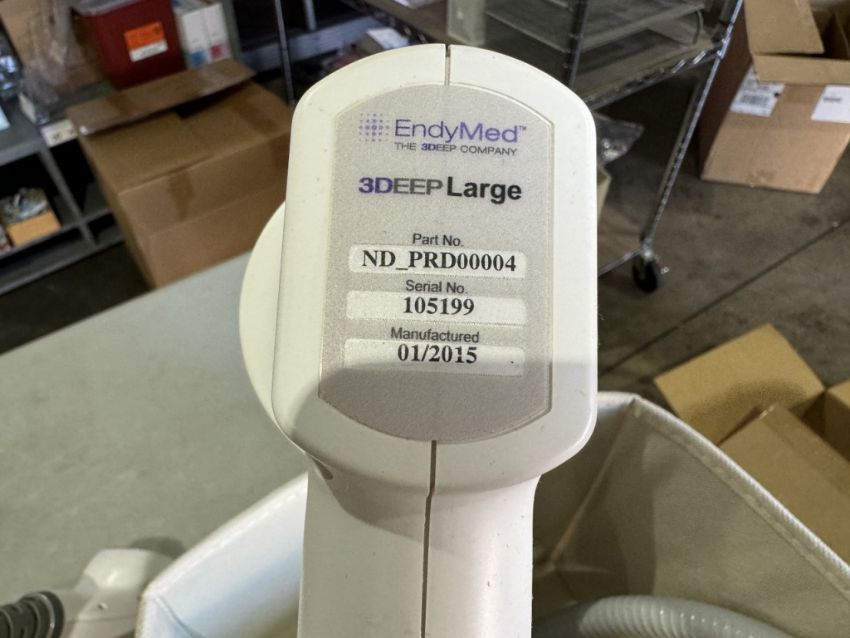 EndyMed™
THE 3DEEP COMPANY
3DEEP Large
Part No.
ND_PRD00004
Serial No.
105199
Manufactured
01/2015